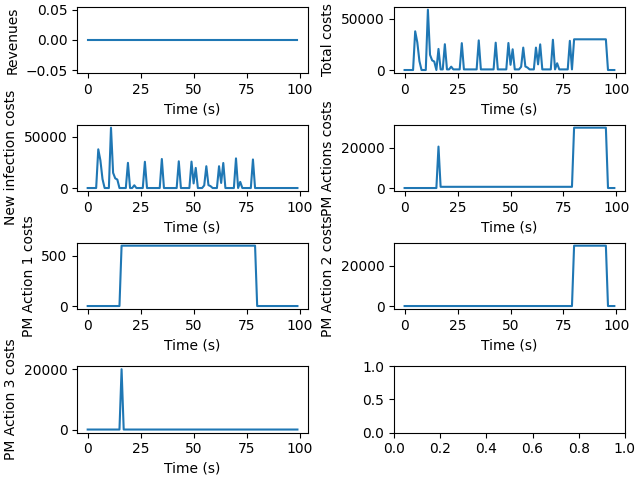 Revenues
0.05
0.00
−0.05
0 25 50 75 100
Time (s)
Total costs
50000
0
0 25 50 75 100
Time (s)
New infection costs
50000
0
0 25 50 75 100
Time (s)
PM Actions costs
20000
0
0 25 50 75 100
Time (s)
PM Action 1 costs
500
0
0 25 50 75 100
Time (s)
PM Action 2 costs
20000
0
0 25 50 75 100
Time (s)
PM Action 3 costs
20000
0
0 25 50 75 100
Time (s)
1.0
0.5
0.0
0.0 0.2 0.4 0.6 0.8 1.0